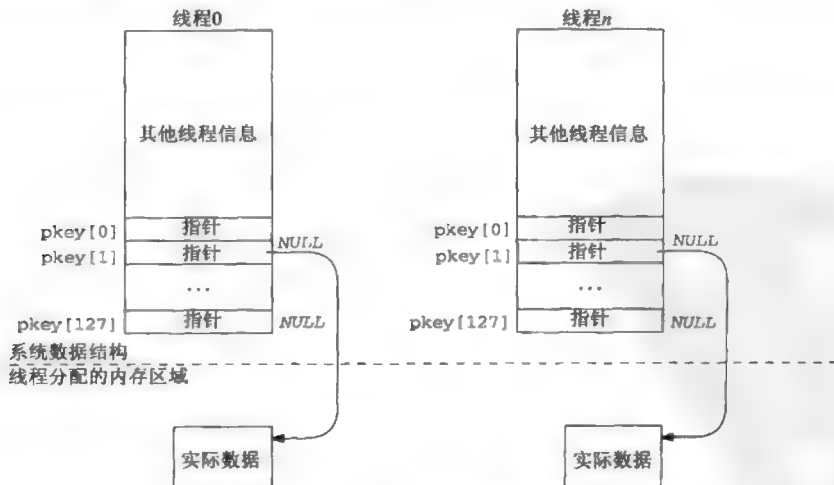 线程0
其他线程信息
pkey[0]
指针
NULL
pkey[1]
指针
...
pkey[127]
指针
NULL
线程n
其他线程信息
pkey[0]
指针
NULL
pkey[1]
指针
...
pkey[127]
指针
NULL
系统数据结构
线程分配的内存区域
实际数据
实际数据